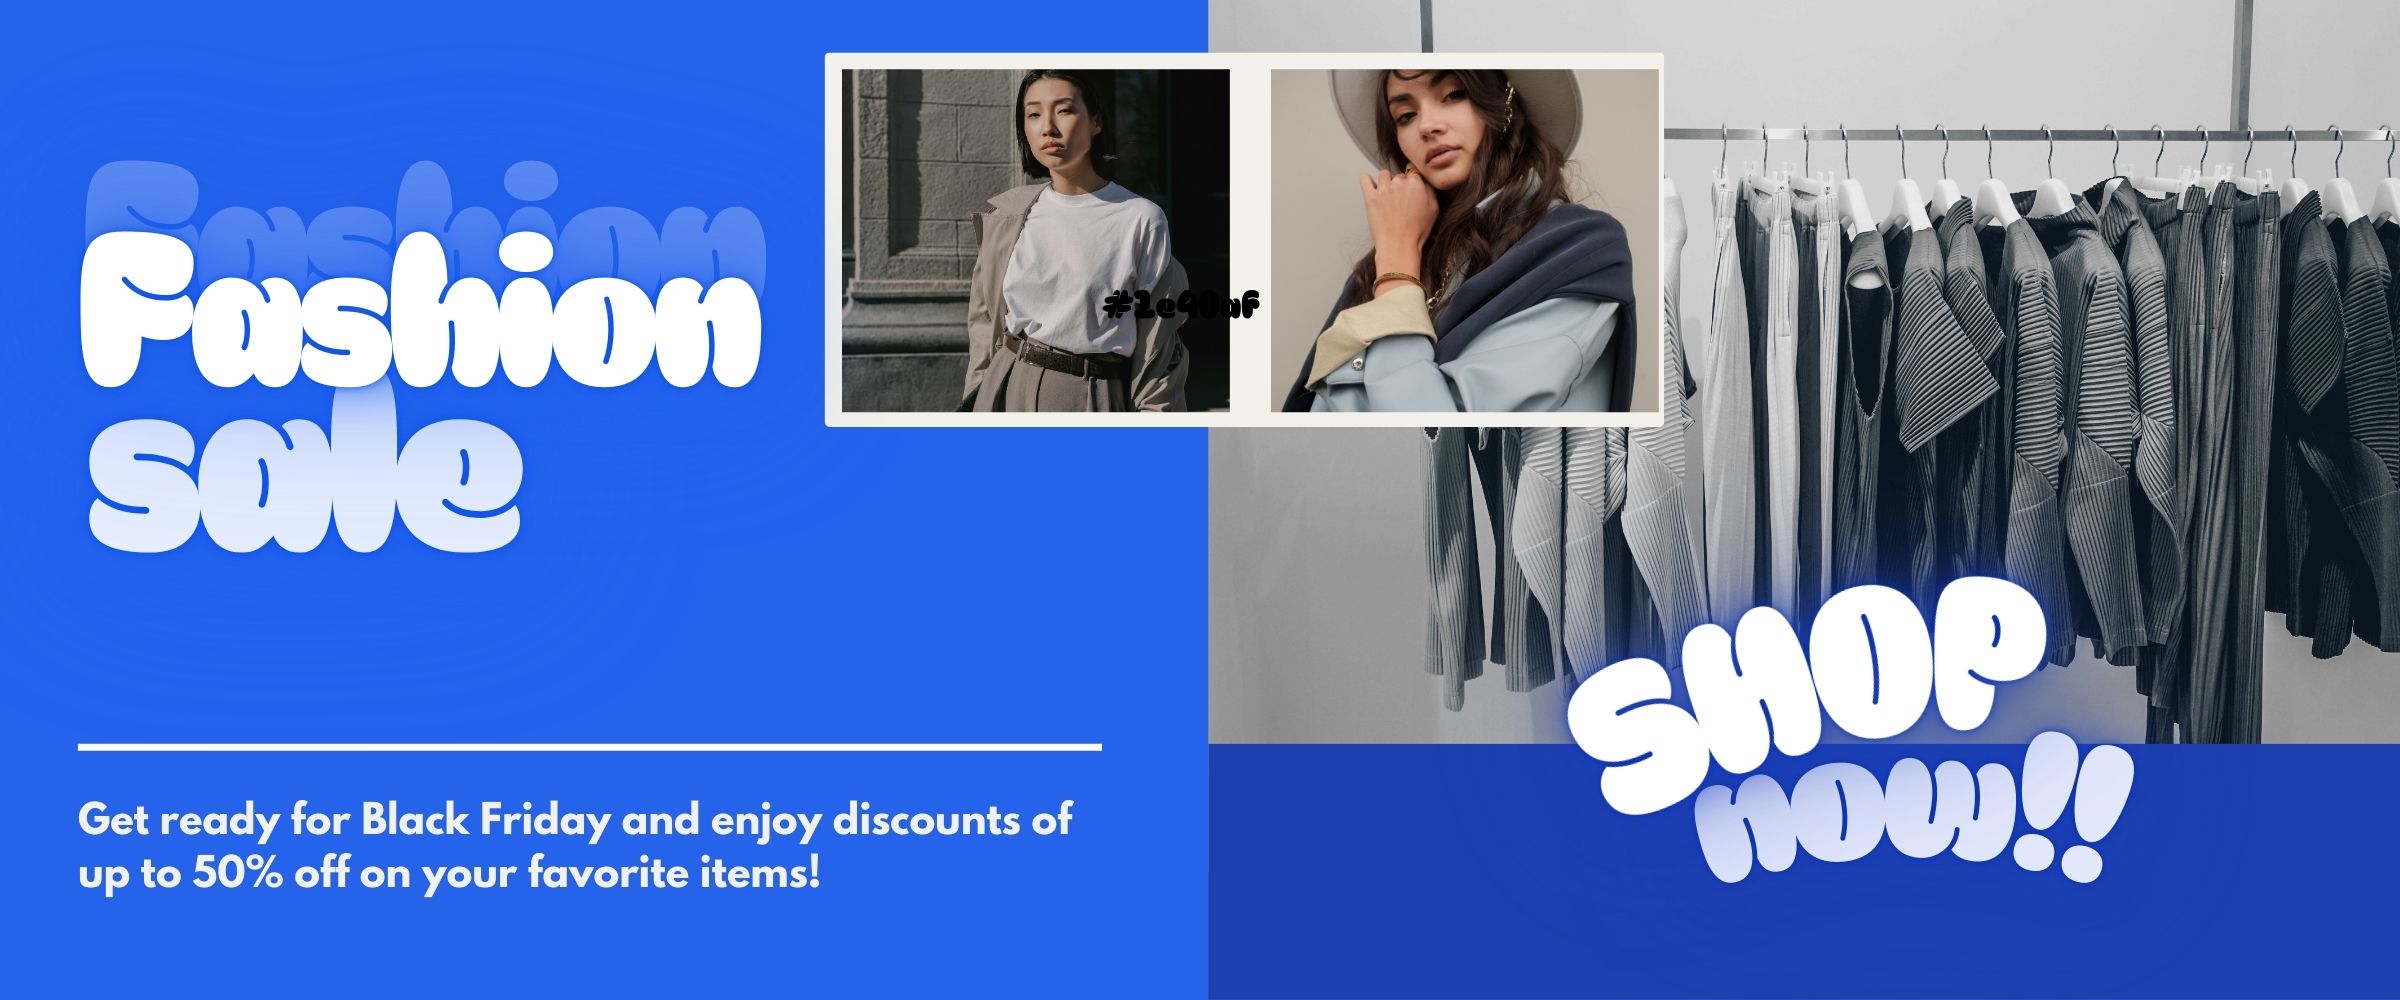 Fashion
Fashion
sale
#1e40af
SHOP
now!!
Get ready for Black Friday and enjoy discounts of
up to 50% off on your favorite items!